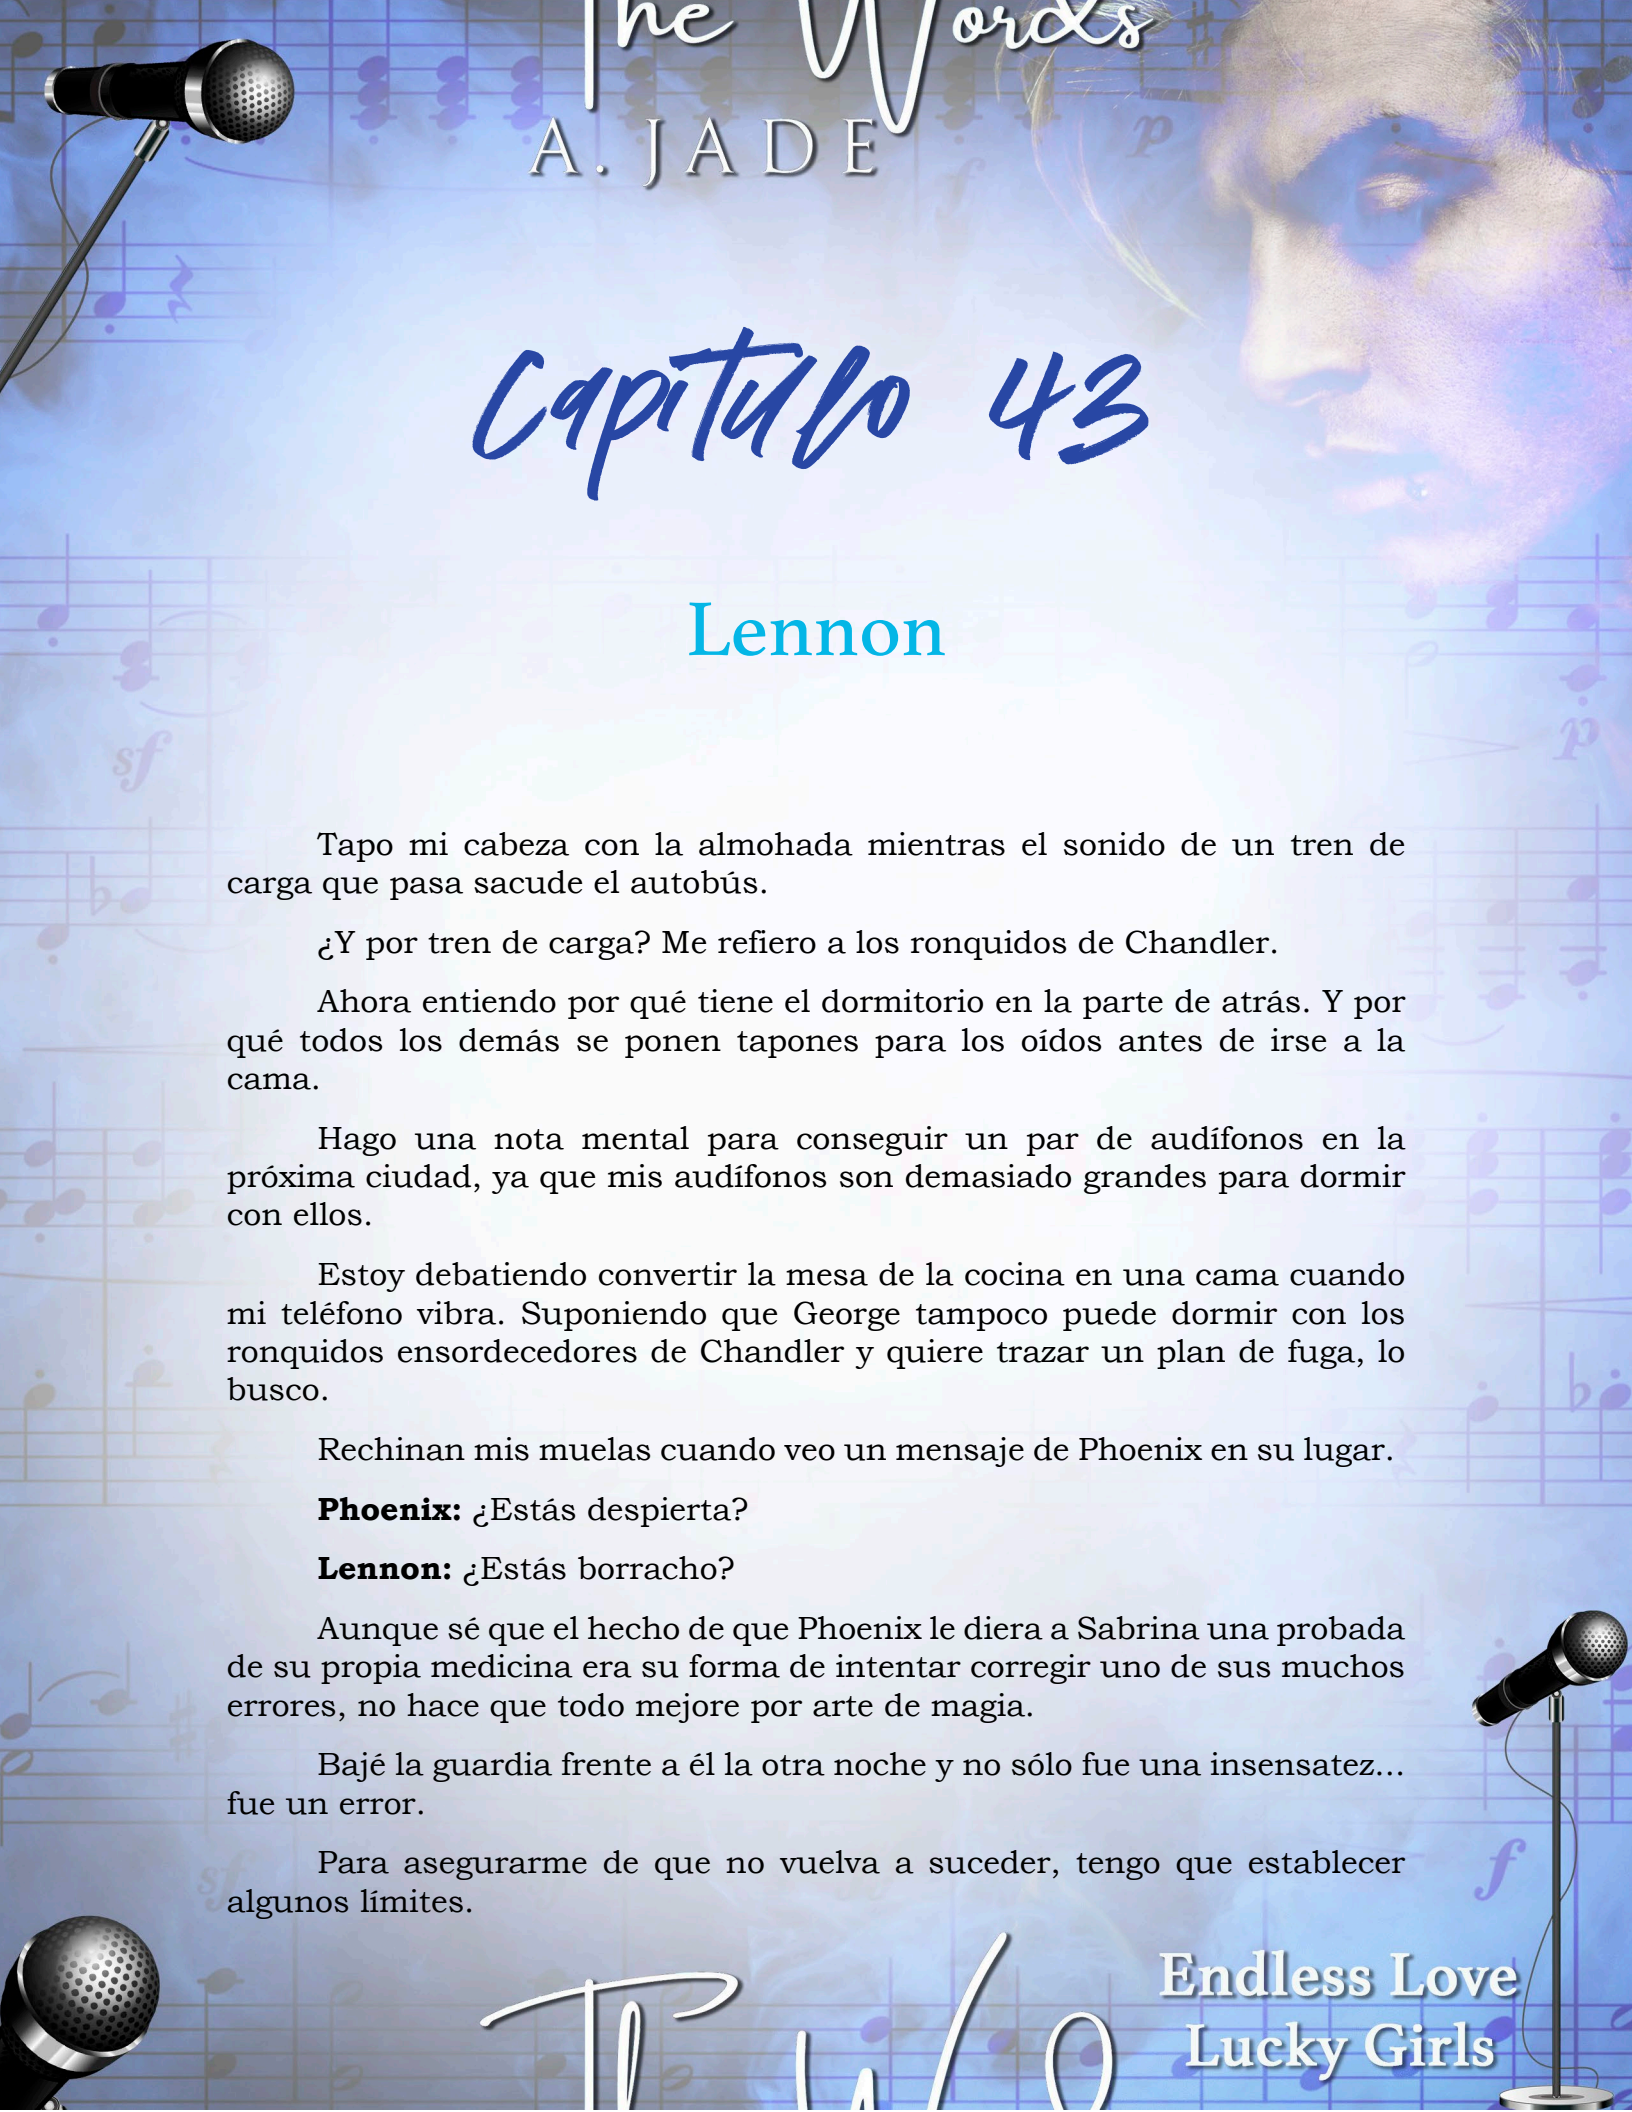 The Words
A. JADE
Capítulo 43
Lennon
Tapo mi cabeza con la almohada mientras el sonido de un tren de
carga que pasa sacude el autobús.
¿Y por tren de carga? Me refiero a los ronquidos de Chandler.
Ahora entiendo por qué tiene el dormitorio en la parte de atrás. Y por
qué todos los demás se ponen tapones para los oídos antes de irse a la
cama.
Hago una nota mental para conseguir un par de audífonos en la
próxima ciudad, ya que mis audífonos son demasiado grandes para dormir
con ellos.
Estoy debatiendo convertir la mesa de la cocina en una cama cuando
mi teléfono vibra. Suponiendo que George tampoco puede dormir con los
ronquidos ensordecedores de Chandler y quiere trazar un plan de fuga, lo
busco.
Rechinan mis muelas cuando veo un mensaje de Phoenix en su lugar.
Phoenix: ¿Estás despierta?
Lennon: ¿Estás borracho?
Aunque sé que el hecho de que Phoenix le diera a Sabrina una probada
de su propia medicina era su forma de intentar corregir uno de sus muchos
errores, no hace que todo mejore por arte de magia.
Bajé la guardia frente a él la otra noche y no sólo fue una insensatez...
fue un error.
Para asegurarme de que no vuelva a suceder, tengo que establecer
algunos límites.
Endless Love
Lucky Girls